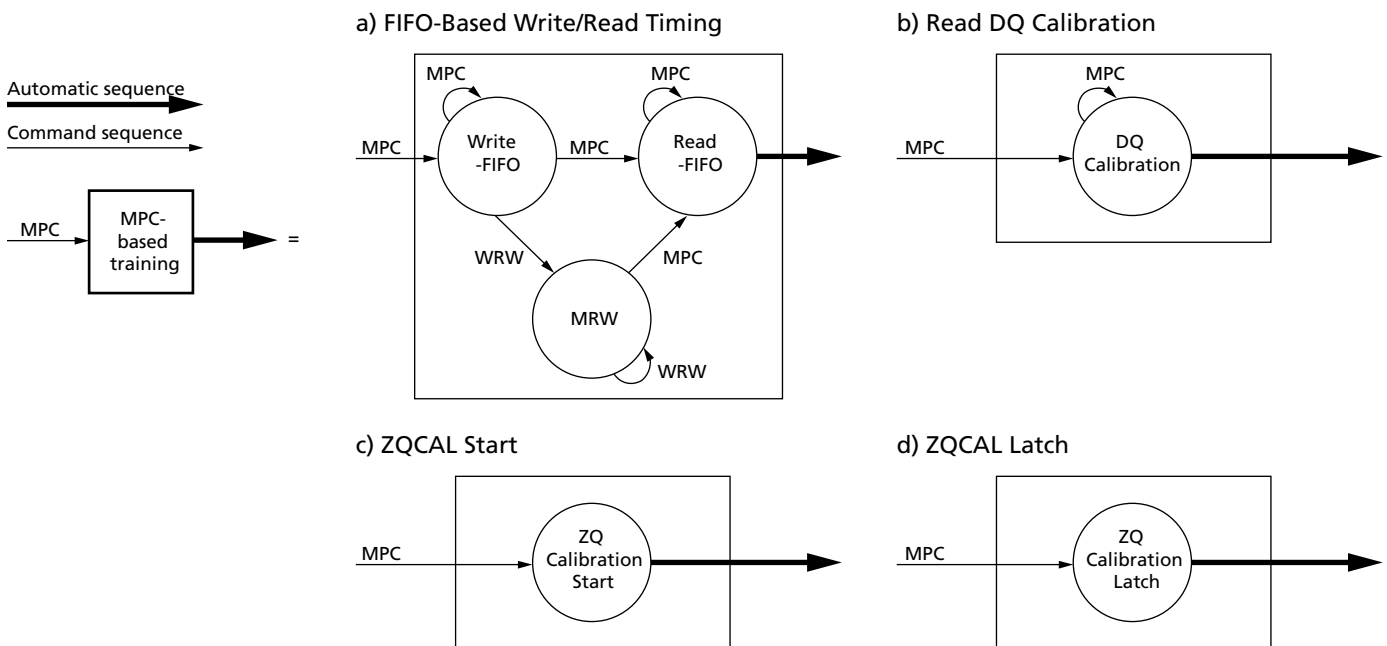 Automatic sequence
Command sequence
MPC
MPC-
based
training
=
a) FIFO-Based Write/Read Timing
MPC
MPC
MPC
Write
-FIFO
MPC
Read
-FIFO
WRW
MPC
MRW
WRW
b) Read DQ Calibration
MPC
MPC
DQ
Calibration
c) ZQCAL Start
MPC
ZQ
Calibration
Start
d) ZQCAL Latch
MPC
ZQ
Calibration
Latch